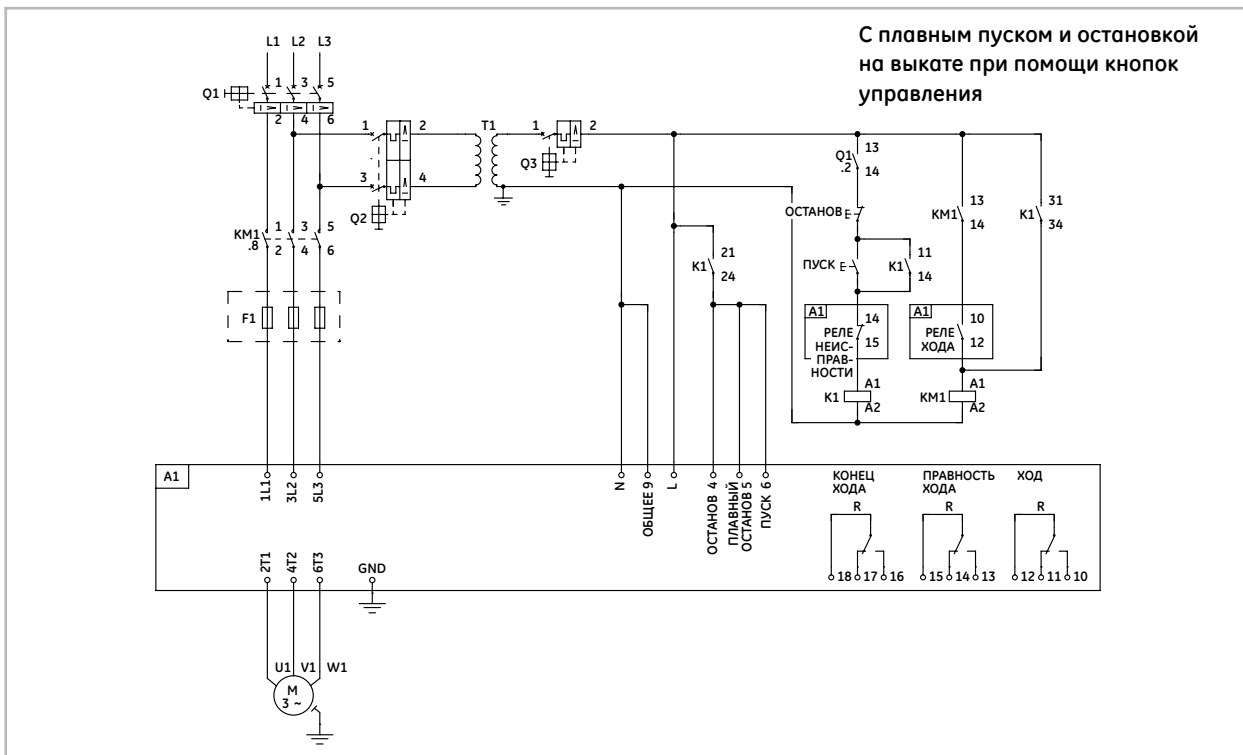 С плавным пуском и остановкой
на выкате при помощи кнопок
управления
L1 L2 L3
Q1
1 3 5
2 4 6
1 2
3 4
Q2
T1
1 2
Q3
KM1
.8
1 3 5
2 4 6
F1
K1
21
24
Q1
.2
13
14
ОСТАНОВ E
ПУСК E
K1
11
14
KM1
13
14
K1
31
34
A1
РЕЛЕ
НЕИС-
ПРАВ-
НОСТИ
14
15
A1
РЕЛЕ
ХОДА
10
12
K1
A1
A2
KM1
A1
A2
A1
1L1
3L2
5L3
N
ОБЩЕЕ 9
L
ОСТАНОВ 4
ПЛАВНЫЙ
ОСТАНОВ 5
ПУСК 6
КОНЕЦ
ХОДА
R
18 17 16
ПРАВНОСТЬ
ХОДА
R
15 14 13
ХОД
R
12 11 10
2T1
4T2
6T3
GND
U1 V1 W1
M
3 ~